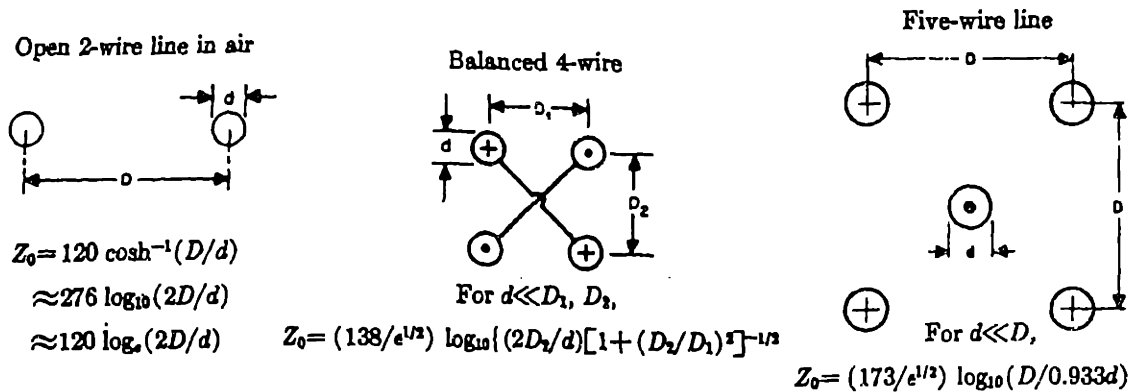 Open 2-wire line in air
d
D
Z₀=120 cosh⁻¹(D/d)
≈276 log₁₀(2D/d)
≈120 logₑ(2D/d)
Balanced 4-wire
D₁
d
D₂
For d≪D₁, D₂,
Z₀=(138/ϵ^{1/2}) log₁₀{(2D₂/d)[1+(D₂/D₁)²]^{-1/2}
Five-wire line
D
D
d
For d≪D,
Z₀=(173/ϵ^{1/2}) log₁₀(D/0.933d)